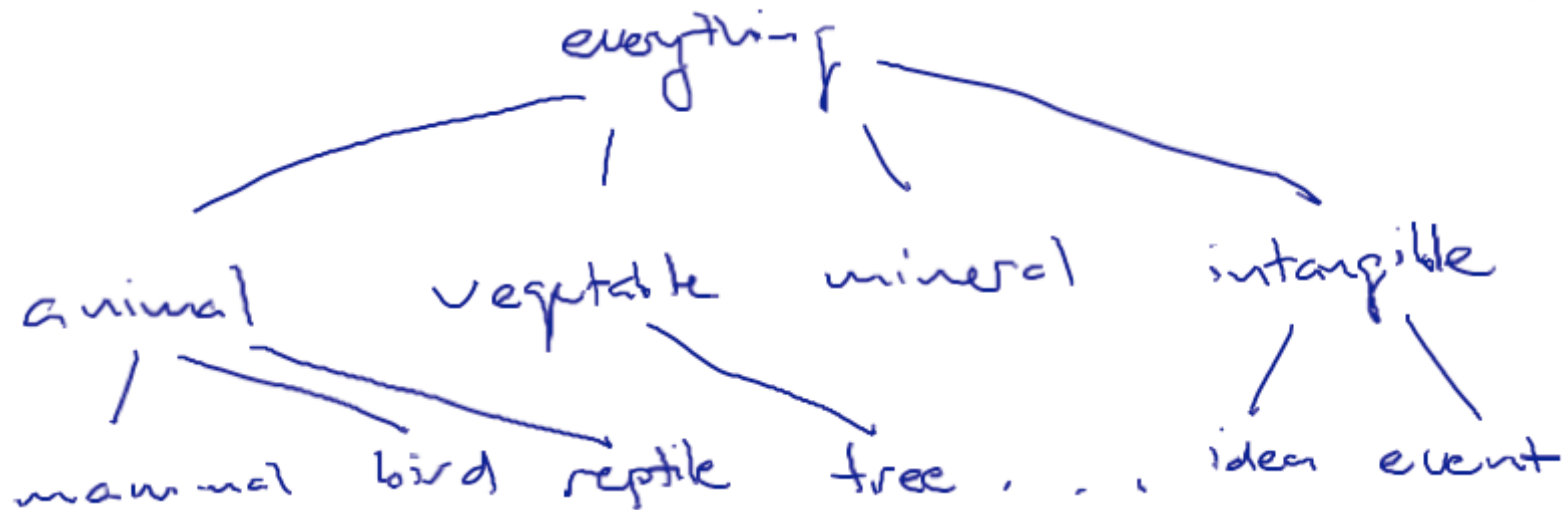 everything
animal vegetable mineral intangible
mammal bird reptile tree . . . idea event